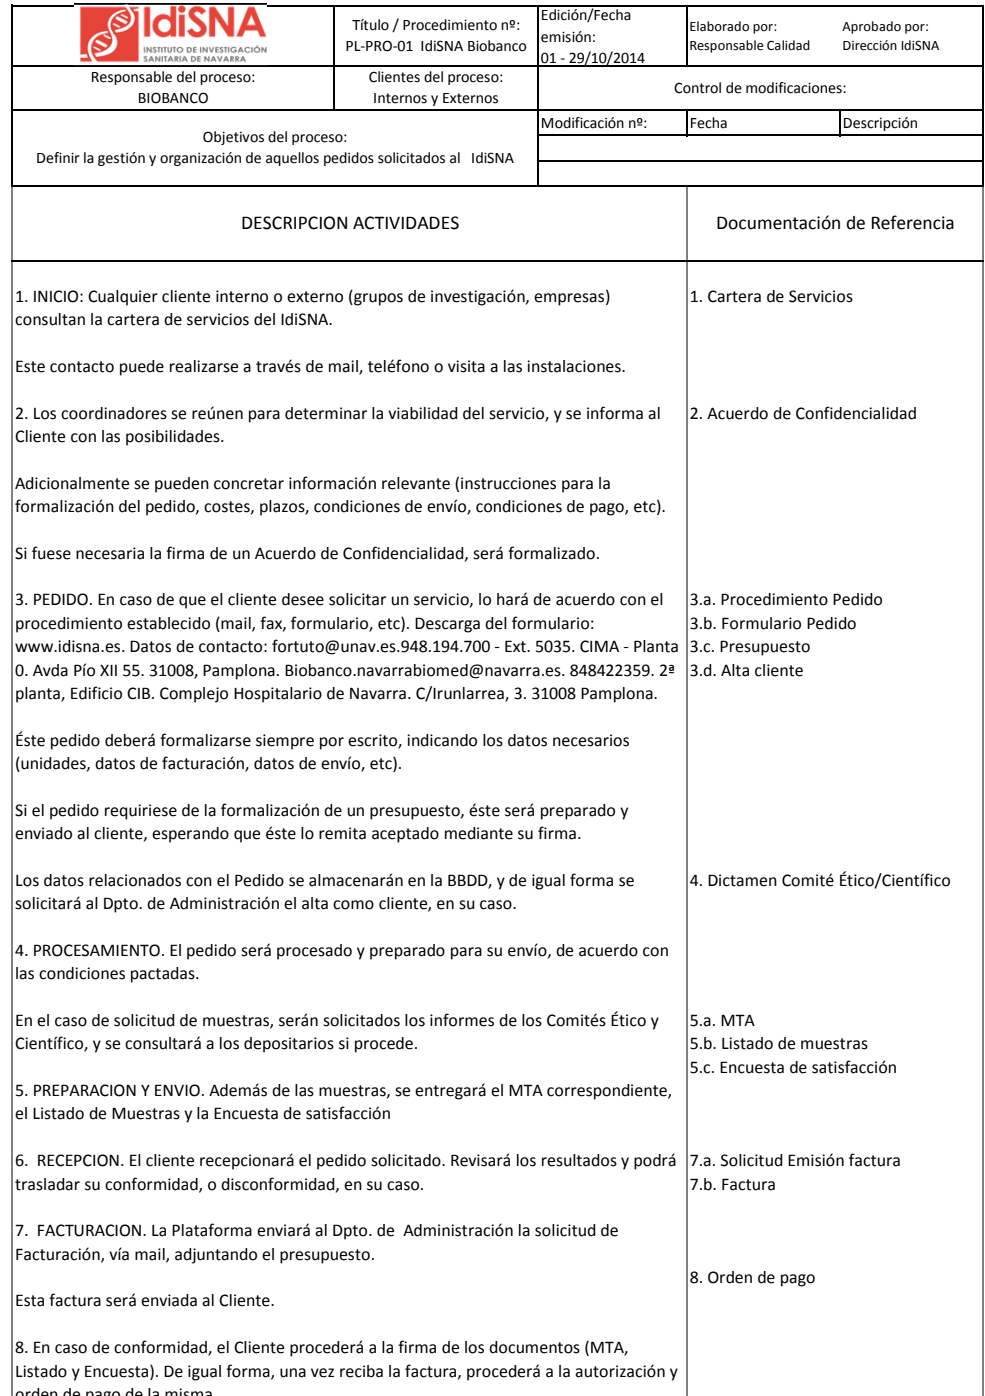 IdiSNA
INSTITUTO DE INVESTIGACIÓN
SANITARIA DE NAVARRA
Título / Procedimiento nº:
PL-PRO-01 IdiSNA Biobanco
Edición/Fecha
emisión:
01 - 29/10/2014
Elaborado por:
Responsable Calidad
Aprobado por:
Dirección IdiSNA
Responsable del proceso:
BIOBANCO
Clientes del proceso:
Internos y Externos
Control de modificaciones:
Objetivos del proceso:
Definir la gestión y organización de aquellos pedidos solicitados al IdiSNA
Modificación nº:
Fecha
Descripción
DESCRIPCION ACTIVIDADES
Documentación de Referencia
1. INICIO: Cualquier cliente interno o externo (grupos de investigación, empresas)
consultan la cartera de servicios del IdiSNA.
1. Cartera de Servicios
Este contacto puede realizarse a través de mail, teléfono o visita a las instalaciones.
2. Los coordinadores se reúnen para determinar la viabilidad del servicio, y se informa al
Cliente con las posibilidades.
2. Acuerdo de Confidencialidad
Adicionalmente se pueden concretar información relevante (instrucciones para la
formalización del pedido, costes, plazos, condiciones de envío, condiciones de pago, etc).
Si fuese necesaria la firma de un Acuerdo de Confidencialidad, será formalizado.
3. PEDIDO. En caso de que el cliente desee solicitar un servicio, lo hará de acuerdo con el
procedimiento establecido (mail, fax, formulario, etc). Descarga del formulario:
www.idisna.es. Datos de contacto: fortuto@unav.es.948.194.700 - Ext. 5035. CIMA - Planta
0. Avda Pío XII 55. 31008, Pamplona. Biobanco.navarrabiomed@navarra.es. 848422359. 2ª
planta, Edificio CIB. Complejo Hospitalario de Navarra. C/Irunlarrea, 3. 31008 Pamplona.
3.a. Procedimiento Pedido
3.b. Formulario Pedido
3.c. Presupuesto
3.d. Alta cliente
Éste pedido deberá formalizarse siempre por escrito, indicando los datos necesarios
(unidades, datos de facturación, datos de envío, etc).
Si el pedido requiriese de la formalización de un presupuesto, éste será preparado y
enviado al cliente, esperando que éste lo remita aceptado mediante su firma.
Los datos relacionados con el Pedido se almacenarán en la BBDD, y de igual forma se
solicitará al Dpto. de Administración el alta como cliente, en su caso.
4. Dictamen Comité Ético/Científico
4. PROCESAMIENTO. El pedido será procesado y preparado para su envío, de acuerdo con
las condiciones pactadas.
En el caso de solicitud de muestras, serán solicitados los informes de los Comités Ético y
Científico, y se consultará a los depositarios si procede.
5.a. MTA
5.b. Listado de muestras
5.c. Encuesta de satisfacción
5. PREPARACION Y ENVIO. Además de las muestras, se entregará el MTA correspondiente,
el Listado de Muestras y la Encuesta de satisfacción
6. RECEPCION. El cliente recepcionará el pedido solicitado. Revisará los resultados y podrá
trasladar su conformidad, o disconformidad, en su caso.
7.a. Solicitud Emisión factura
7.b. Factura
7. FACTURACION. La Plataforma enviará al Dpto. de Administración la solicitud de
Facturación, vía mail, adjuntando el presupuesto.
8. Orden de pago
Esta factura será enviada al Cliente.
8. En caso de conformidad, el Cliente procederá a la firma de los documentos (MTA,
Listado y Encuesta). De igual forma, una vez reciba la factura, procederá a la autorización y
orden de pago de la misma